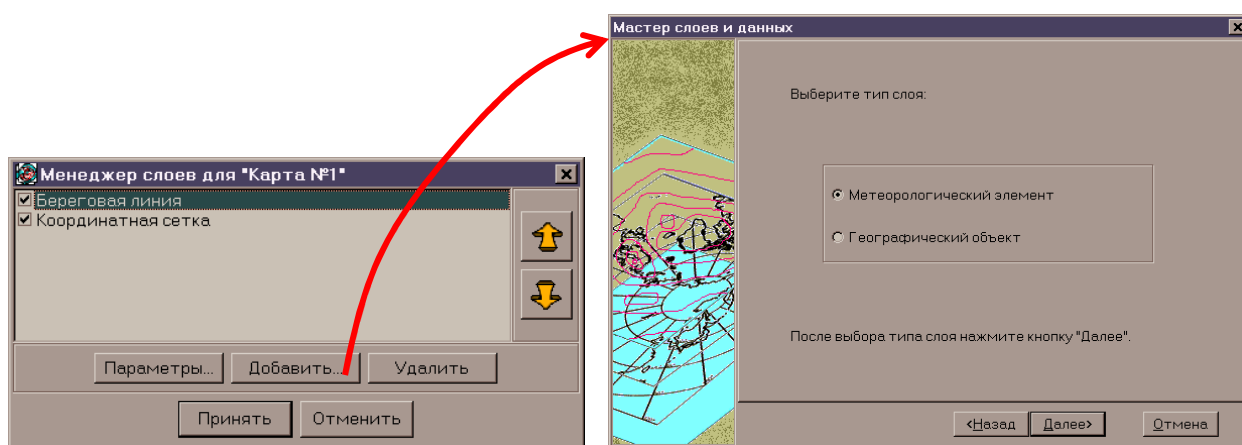 Менеджер слоев для "Карта №1"
Береговая линия
Координатная сетка
Параметры... Добавить... Удалить
Принять Отменить
Мастер слоев и данных
Выберите тип слоя:
Метеорологический элемент
Географический объект
После выбора типа слоя нажмите кнопку "Далее".
<Назад Далее> Отмена